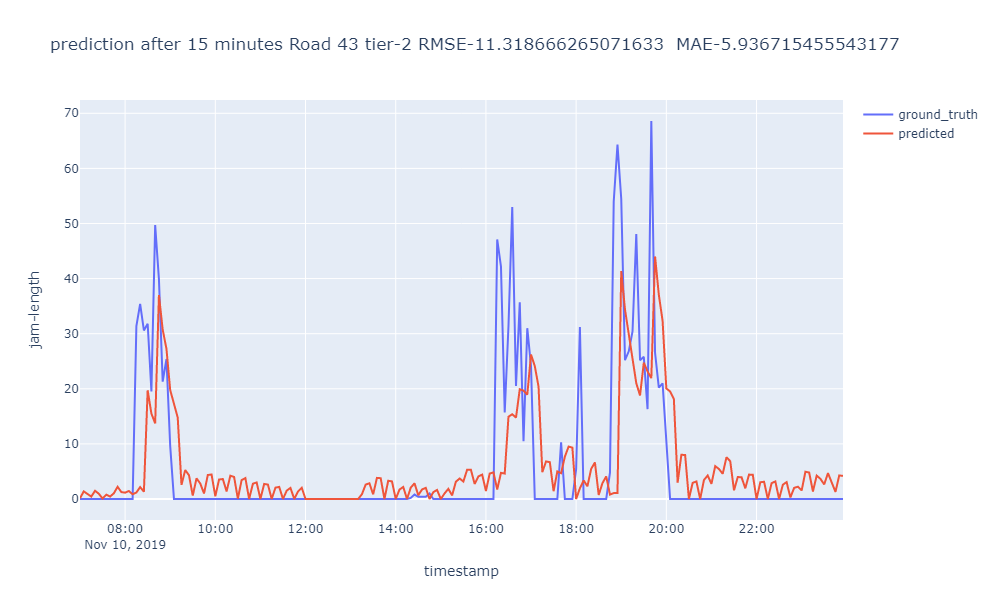 prediction after 15 minutes Road 43 tier-2 RMSE-11.318666265071633  MAE-5.936715455543177
ground_truth
predicted
70
60
50
40
30
20
10
0
jam-length
08:00 10:00 12:00 14:00 16:00 18:00 20:00 22:00
Nov 10, 2019
timestamp